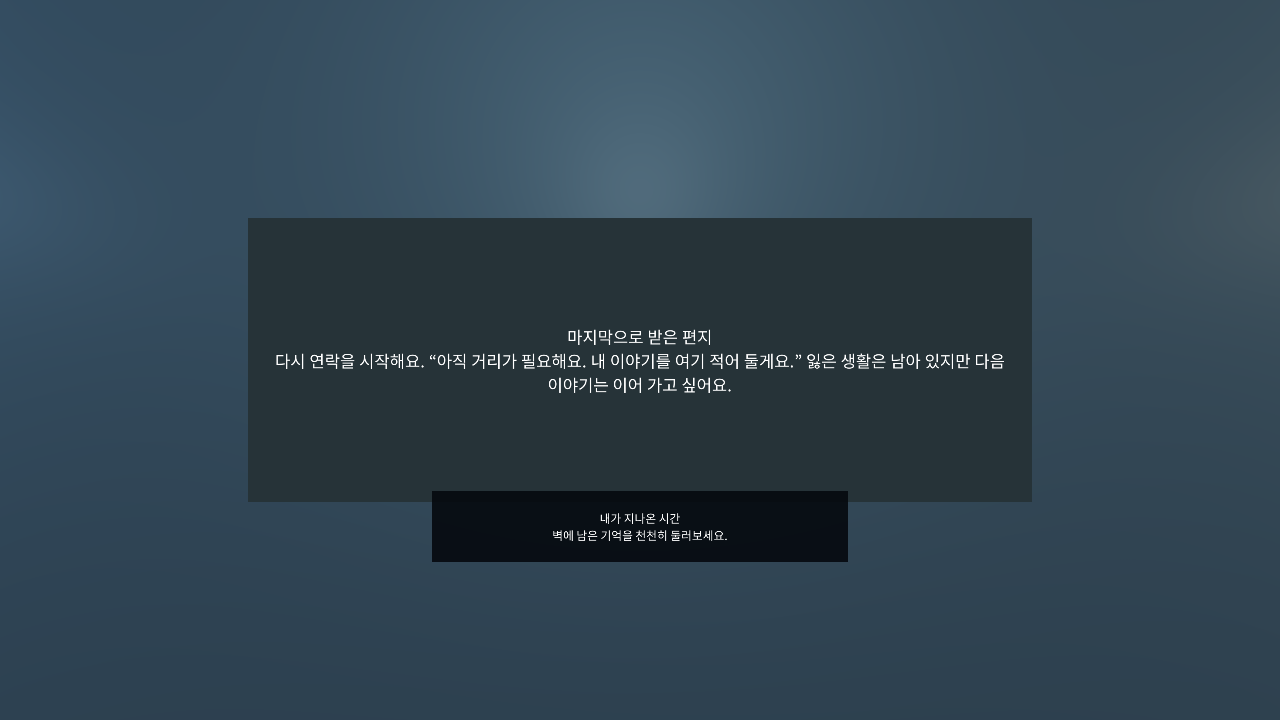 마지막으로 받은 편지
다시 연락을 시작해요. “아직 거리가 필요해요. 내 이야기를 여기 적어 둘게요.” 잃은 생활은 남아 있지만 다음
이야기는 이어 가고 싶어요.
내가 지나온 시간
벽에 남은 기억을 천천히 둘러보세요.